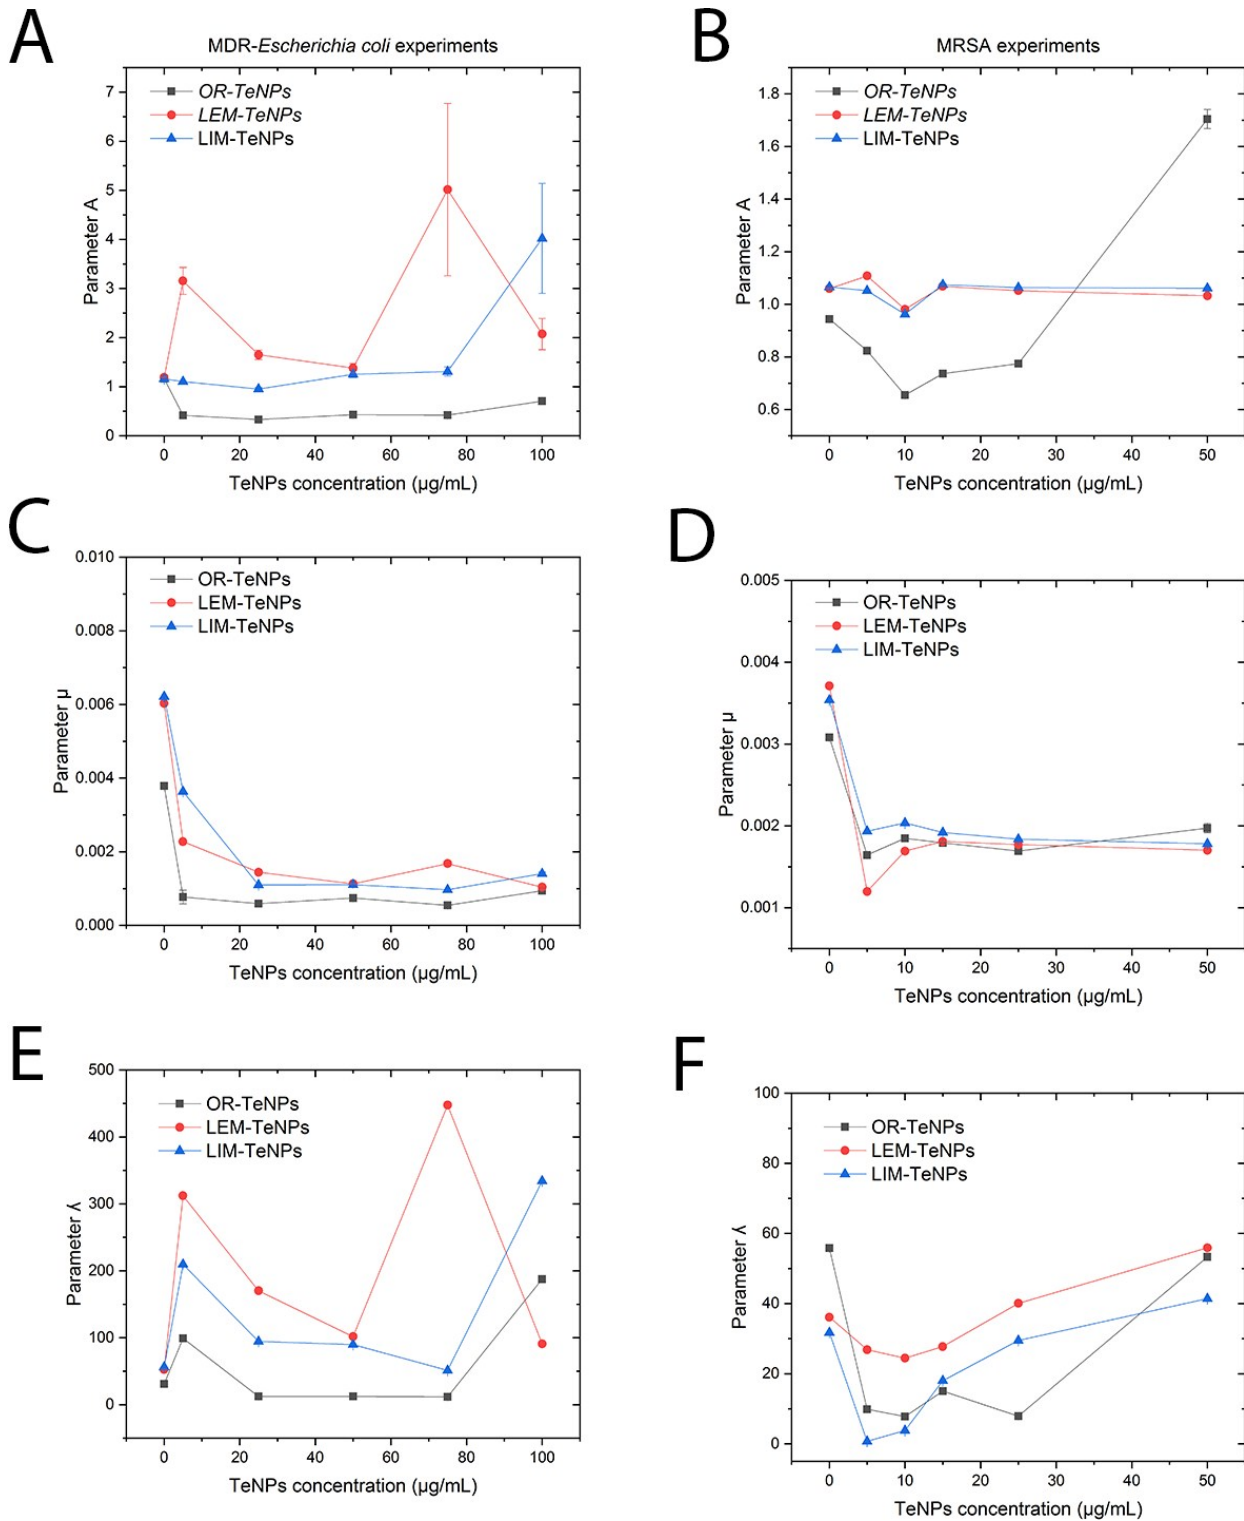 A
MDR-Escherichia coli experiments
OR-TeNPs
LEM-TeNPs
LIM-TeNPs
7
6
5
4
3
2
1
0
Parameter A
0 20 40 60 80 100
TeNPs concentration (µg/mL)
B
MRSA experiments
OR-TeNPs
LEM-TeNPs
LIM-TeNPs
1.8
1.6
1.4
1.2
1.0
0.8
0.6
Parameter A
0 10 20 30 40 50
TeNPs concentration (µg/mL)
C
OR-TeNPs
LEM-TeNPs
LIM-TeNPs
0.010
0.008
0.006
0.004
0.002
0.000
Parameter µ
0 20 40 60 80 100
TeNPs concentration (µg/mL)
D
OR-TeNPs
LEM-TeNPs
LIM-TeNPs
0.005
0.004
0.003
0.002
0.001
Parameter µ
0 10 20 30 40 50
TeNPs concentration (µg/mL)
E
OR-TeNPs
LEM-TeNPs
LIM-TeNPs
500
400
300
200
100
0
Parameter ʎ
0 20 40 60 80 100
TeNPs concentration (µg/mL)
F
OR-TeNPs
LEM-TeNPs
LIM-TeNPs
100
80
60
40
20
0
Parameter ʎ
0 10 20 30 40 50
TeNPs concentration (µg/mL)